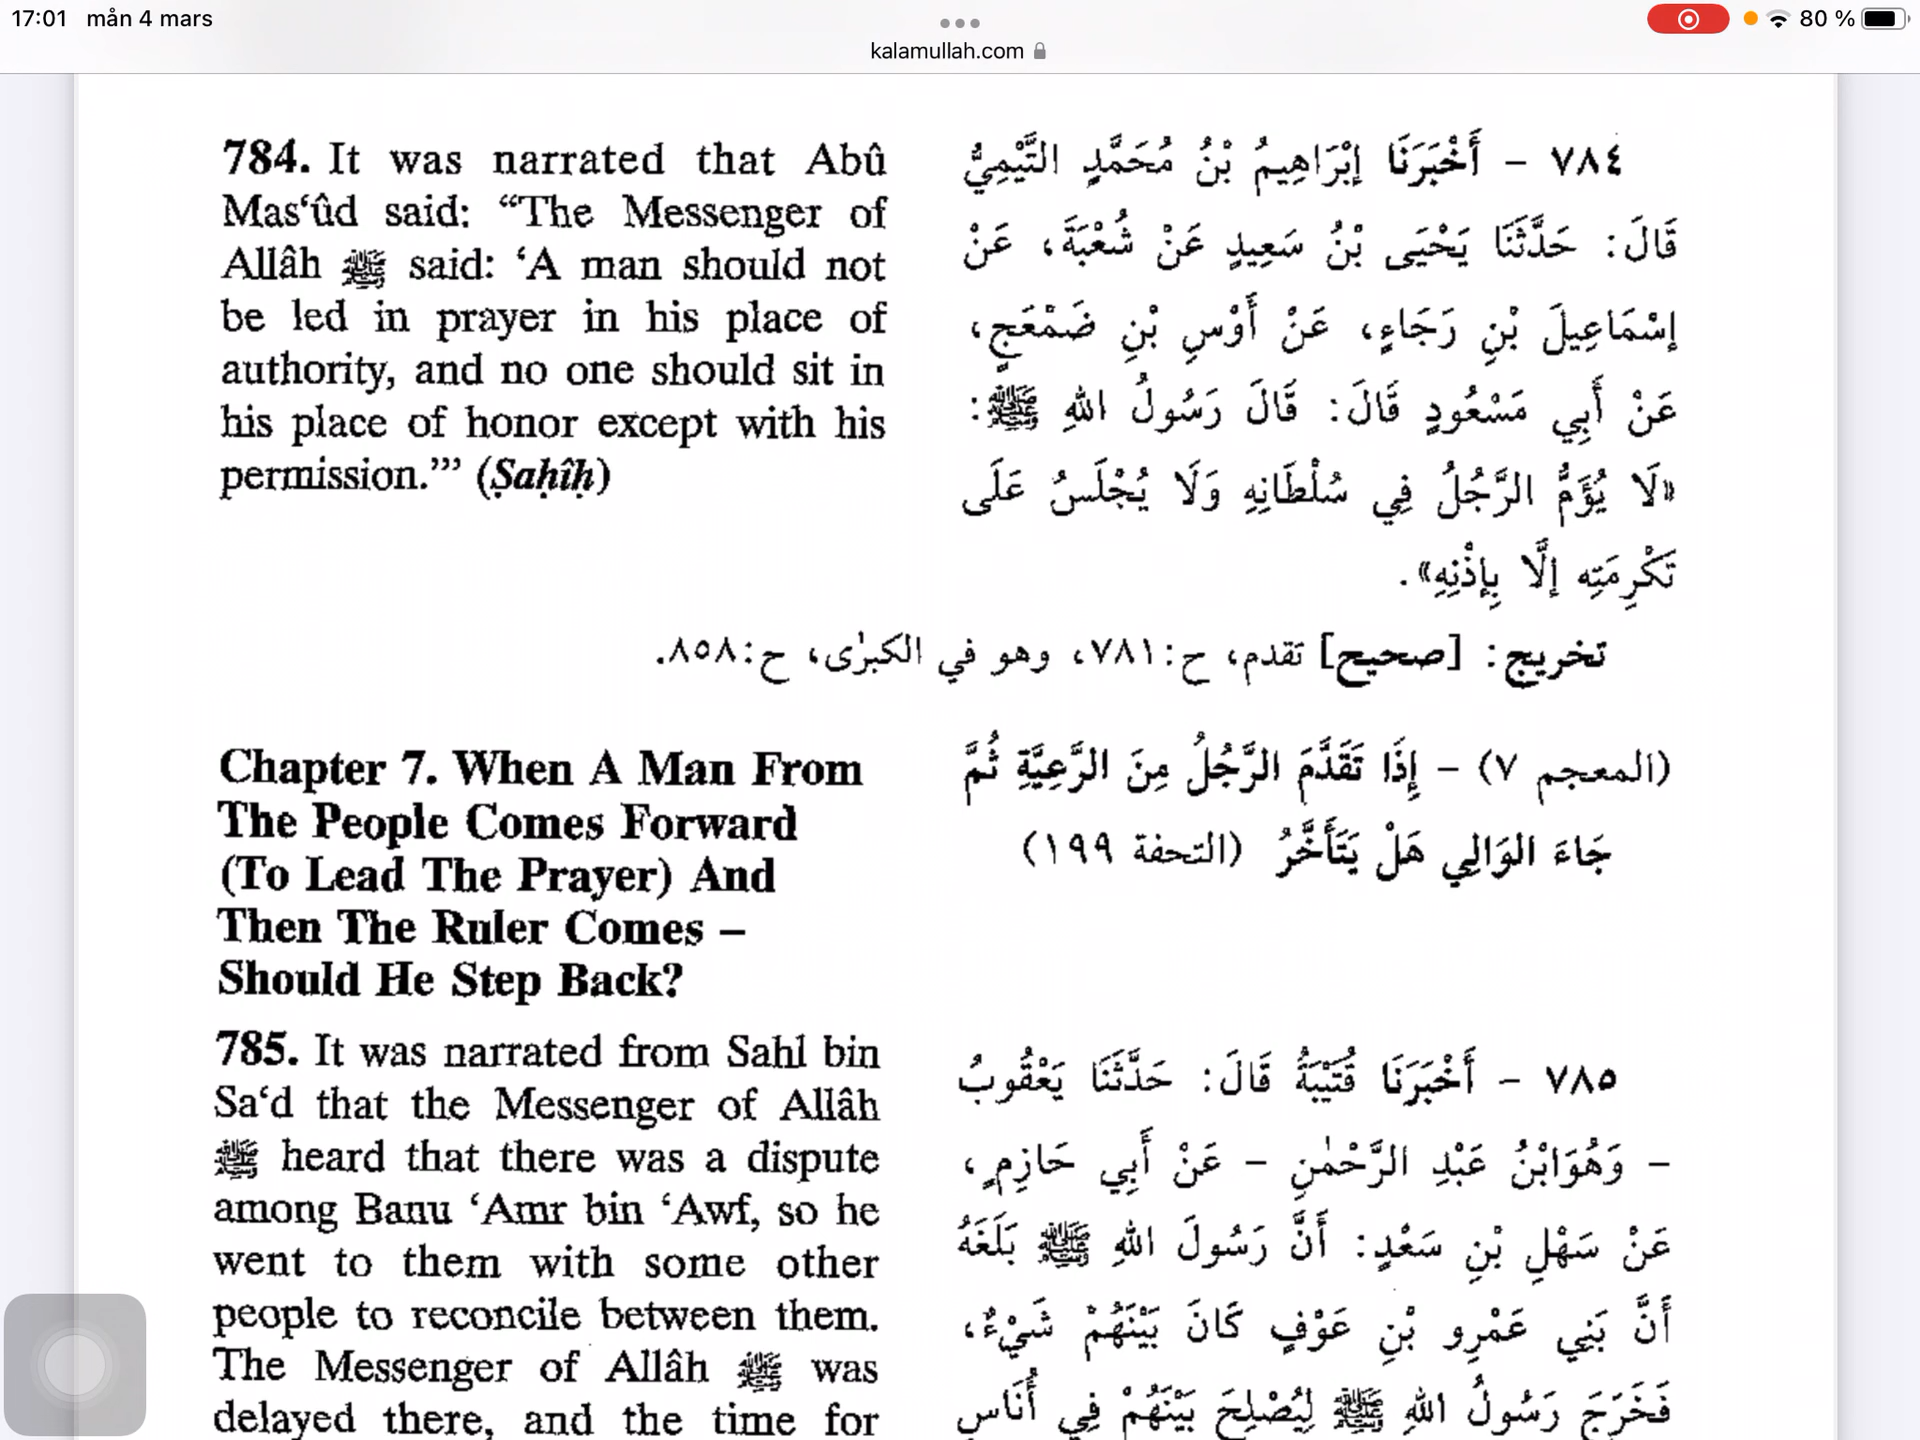 17:01 mån 4 mars
80 %
kalamullah.com
784. It was narrated that Abû
Mas‘ûd said: “The Messenger of
Allâh ﷺ said: ‘A man should not
be led in prayer in his place of
authority, and no one should sit in
his place of honor except with his
permission.’” (Ṣaḥîḥ)
٧٨٤ - أَخْبَرَنَا إِبْرَاهِيمُ بْنُ مُحَمَّدٍ التَّيْمِيُّ
قَالَ: حَدَّثَنَا يَحْيَى بْنُ سَعِيدٍ عَنْ شُعْبَةَ، عَنْ
إِسْمَاعِيلَ بْنِ رَجَاءٍ، عَنْ أَوْسِ بْنِ ضَمْعَجٍ،
عَنْ أَبِي مَسْعُودٍ قَالَ: قَالَ رَسُولُ اللهِ ﷺ:
«لَا يُؤَمُّ الرَّجُلُ فِي سُلْطَانِهِ وَلَا يُجْلَسُ عَلَى
تَكْرِمَتِه إلَّا بِإِذْنِهِ».
تخريج: [صحيح] تقدم، ح:٧٨١، وهو في الكبرٰى، ح:٨٥٨.
Chapter 7. When A Man From
The People Comes Forward
(To Lead The Prayer) And
Then The Ruler Comes –
Should He Step Back?
(المعجم ٧) - إِذَا تَقَدَّمَ الرَّجُلُ مِنَ الرَّعِيَّةِ ثُمَّ
جَاءَ الوَالِي هَلْ يَتَأَخَّرُ (التحفة ١٩٩)
785. It was narrated from Sahl bin
Sa‘d that the Messenger of Allâh
ﷺ heard that there was a dispute
among Banu ‘Amr bin ‘Awf, so he
went to them with some other
people to reconcile between them.
The Messenger of Allâh ﷺ was
delayed there, and the time for
٧٨٥ - أَخْبَرَنَا قُتَيْبَةُ قَالَ: حَدَّثَنَا يَعْقُوبُ
- وَهُوَابْنُ عَبْدِ الرَّحْمٰنِ - عَنْ أَبِي حَازِمٍ،
عَنْ سَهْلِ بْنِ سَعْدٍ: أَنَّ رَسُولَ اللهِ ﷺ بَلَغَهُ
أَنَّ بَنِي عَمْرِو بْنِ عَوْفٍ كَانَ بَيْنَهُمْ شَيْءٌ،
فَخَرَجَ رَسُولُ اللهِ ﷺ لِيُصْلِحَ بَيْنَهُمْ فِي أُنَاسٍ